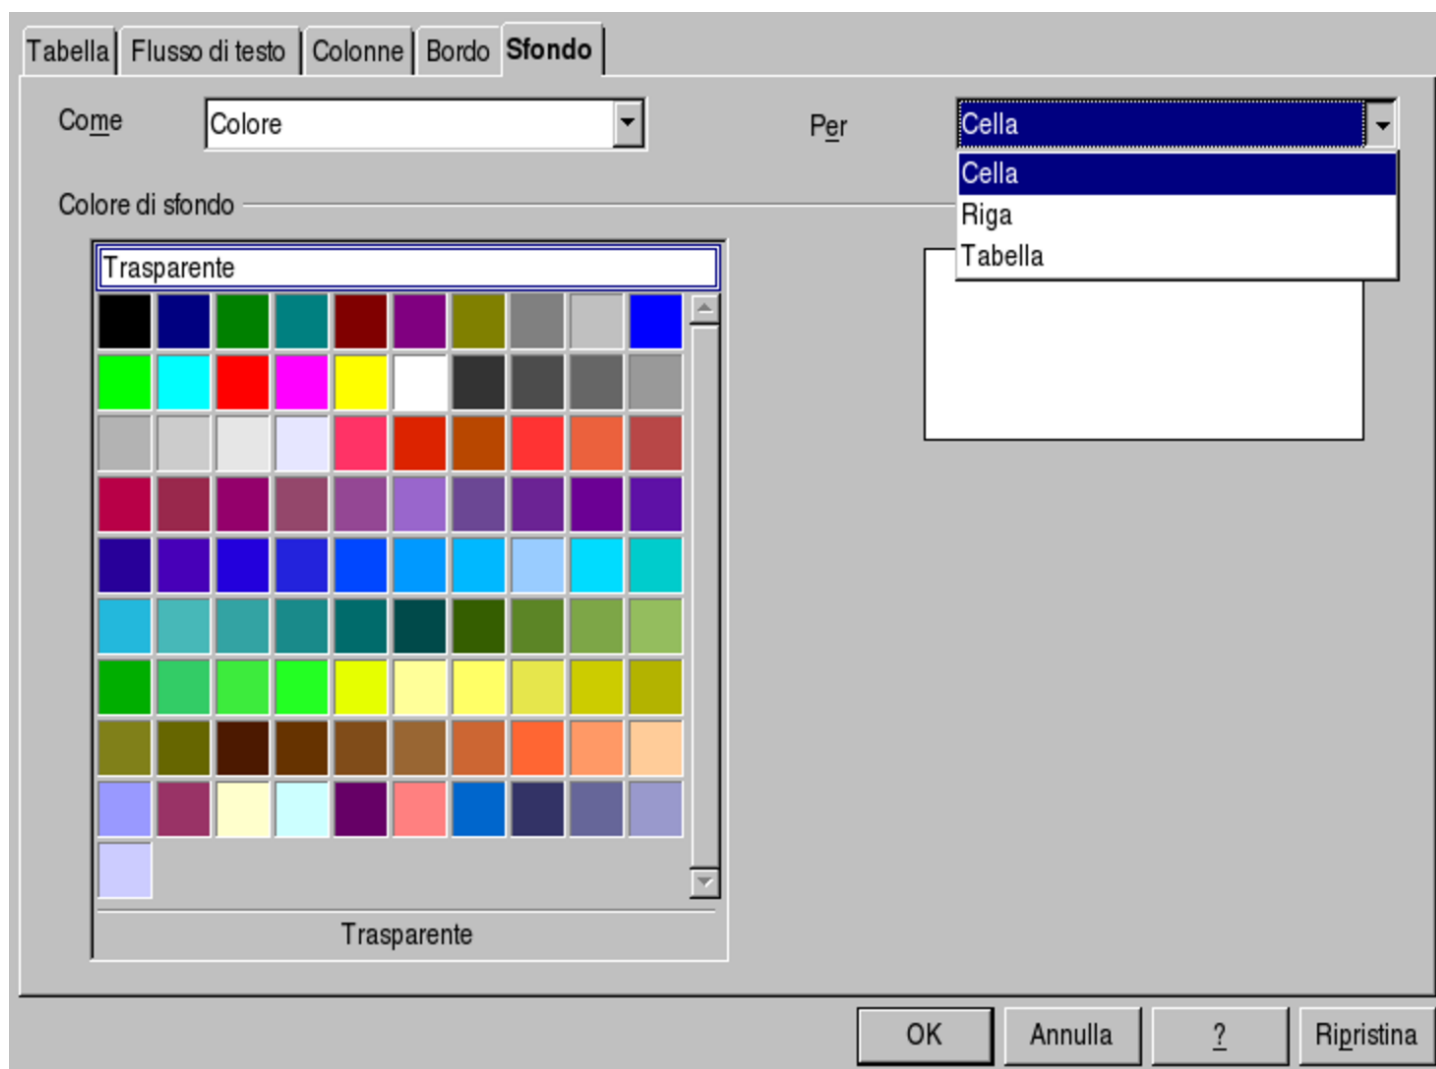 Tabella Flusso di testo Colonne Bordo Sfondo
Come Colore Per Cella
Cella
Colore di sfondo
Riga
Tabella
Trasparente
Trasparente
OK Annulla ? Ripristina